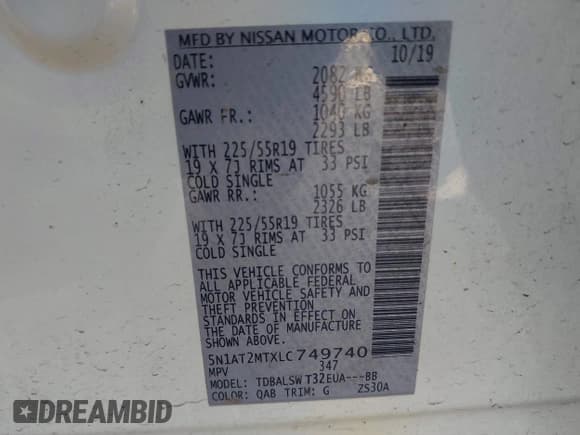 MFD BY NISSAN MOTOR CO., LTD.
DATE: 10/19
GVWR: 2082 KG
4590 LB
GAWR FR.: 1040 KG
2293 LB
WITH 225/55R19 TIRES
19 X 7J RIMS AT 33 PSI
COLD SINGLE
GAWR RR.: 1055 KG
2326 LB
WITH 225/55R19 TIRES
19 X 7J RIMS AT 33 PSI
COLD SINGLE
THIS VEHICLE CONFORMS TO
ALL APPLICABLE FEDERAL
MOTOR VEHICLE SAFETY AND
THEFT PREVENTION
STANDARDS IN EFFECT ON
THE DATE OF MANUFACTURE
SHOWN ABOVE.
5N1AT2MTXLC749740
MPV 347
MODEL: TDBALSWT32EUA---BB
COLOR: QAB TRIM: G ZS30A
DREAMBID
DREAMBID.COM